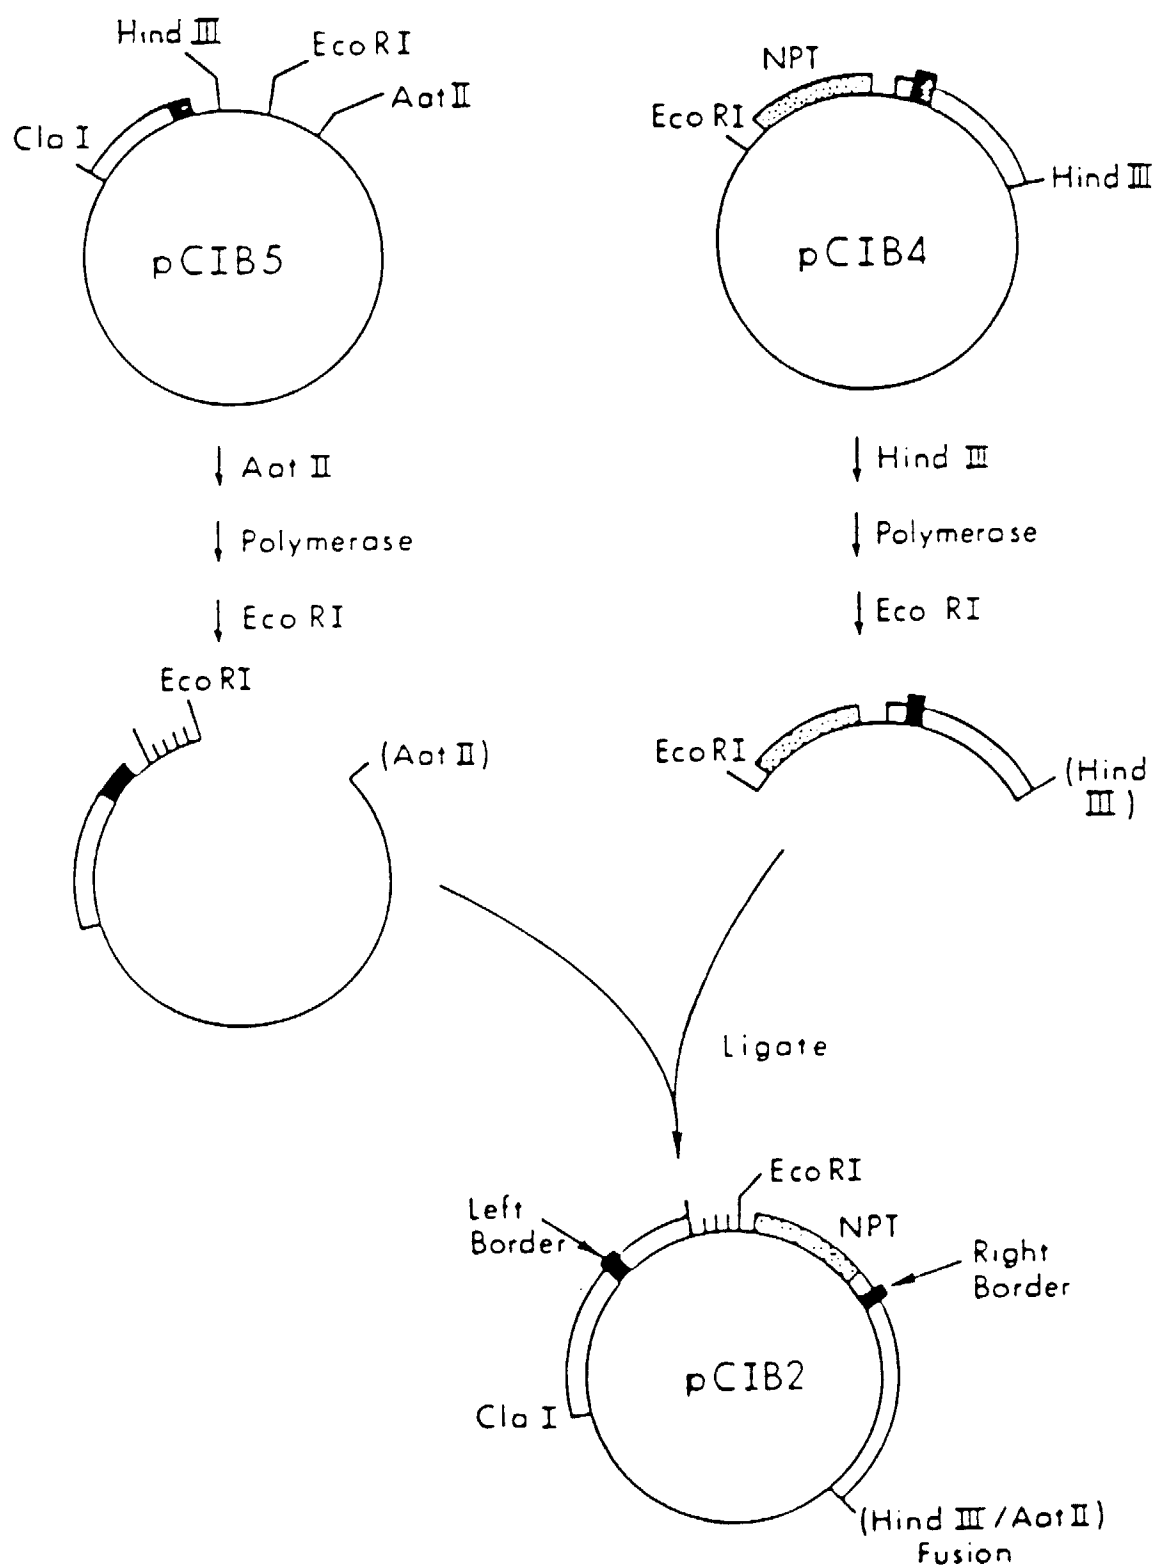 Hind III
Eco RI
Aat II
Cla I
pCIB5
NPT
Eco RI
Hind III
pCIB4
Aat II
Polymerase
Eco RI
Hind III
Polymerase
Eco RI
Eco RI
(Aat II)
Eco RI
(Hind
III)
Ligate
Eco RI
Left
Border
NPT
Right
Border
pCIB2
Cla I
(Hind III / Aat II)
Fusion